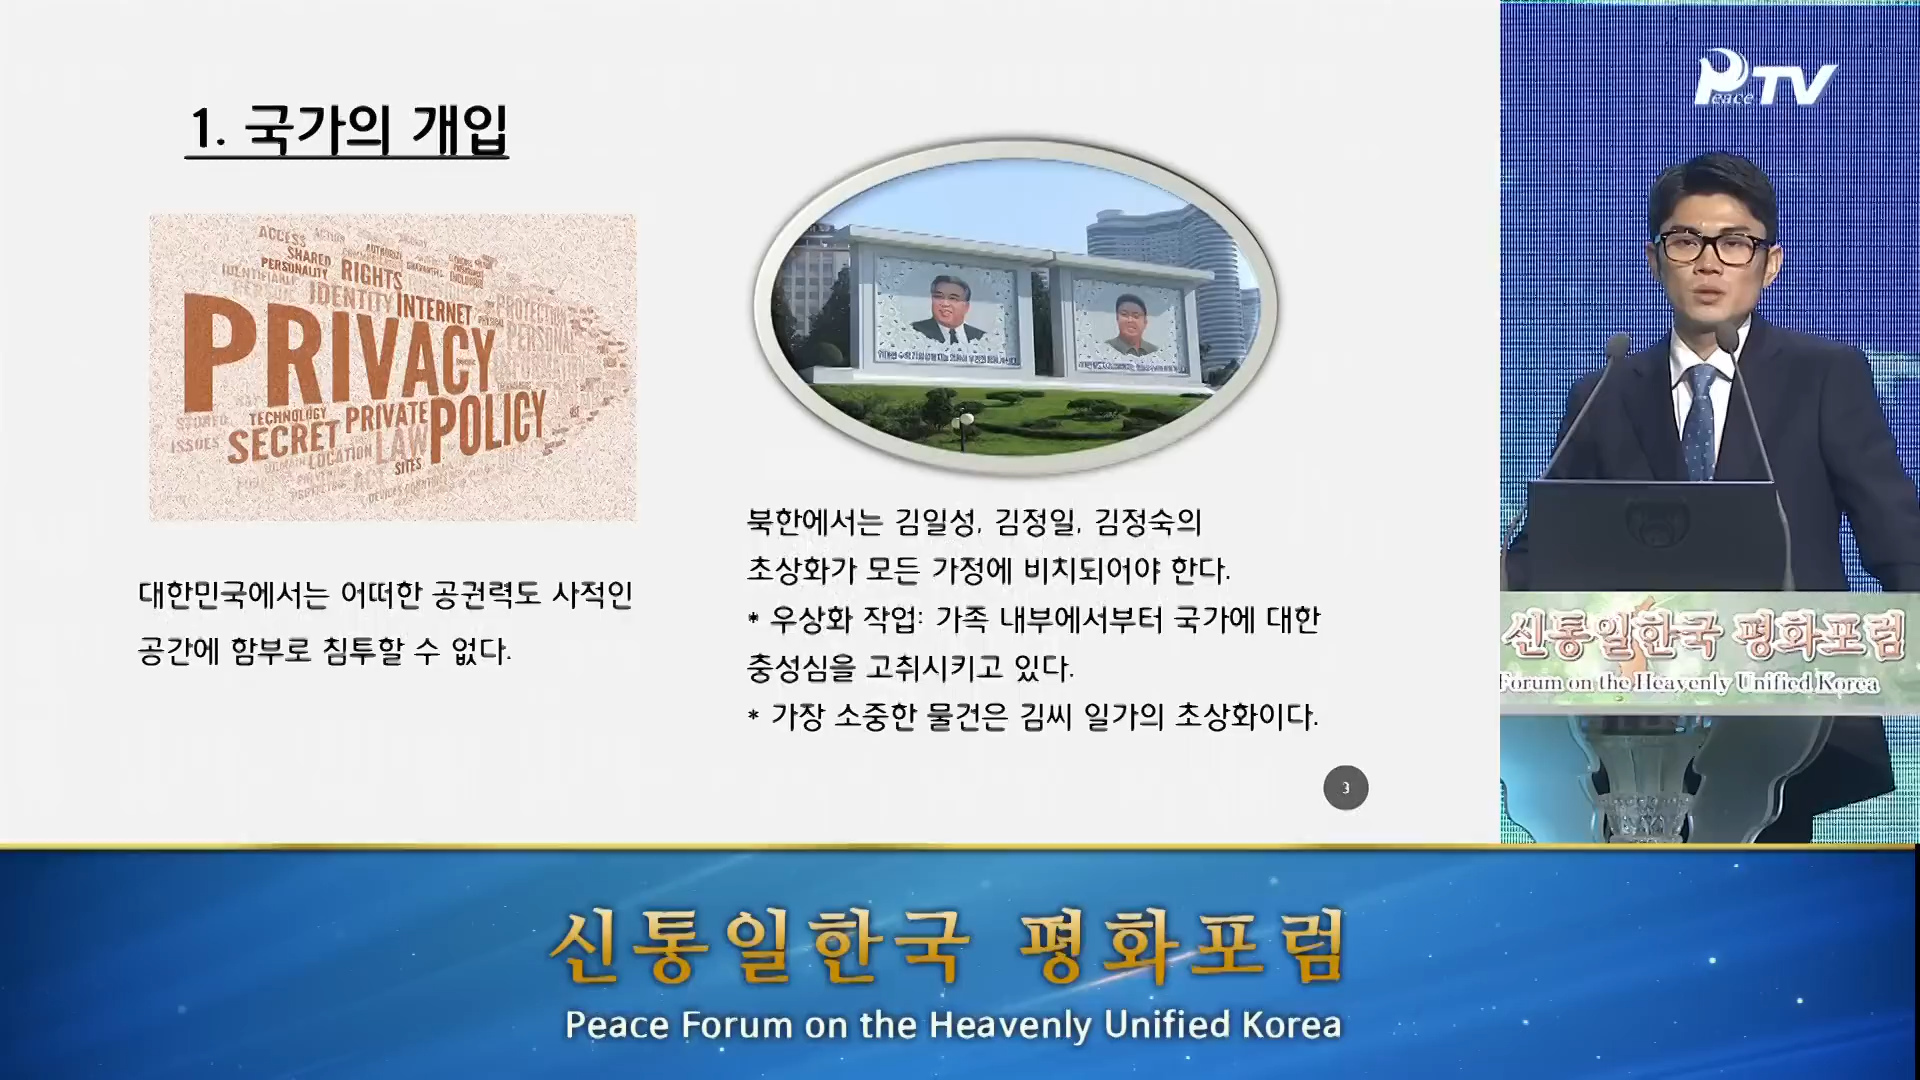 1. 국가의 개입
ACCESS
SHARED
PERSONALITY
RIGHTS
IDENTITY INTERNET
PROTECTION
PERSONAL
INFORMATION
PRIVACY
TECHNOLOGY
PRIVATE
POLICY
SECRET
LAW
ISSUES
LOCATION
SITES
대한민국에서는 어떠한 공권력도 사적인
공간에 함부로 침투할 수 없다.
북한에서는 김일성, 김정일, 김정숙의
초상화가 모든 가정에 비치되어야 한다.
* 우상화 작업: 가족 내부에서부터 국가에 대한
충성심을 고취시키고 있다.
* 가장 소중한 물건은 김씨 일가의 초상화이다.
3
Peace TV
신통일한국 평화포럼
Forum on the Heavenly Unified Korea
신통일한국 평화포럼
Peace Forum on the Heavenly Unified Korea